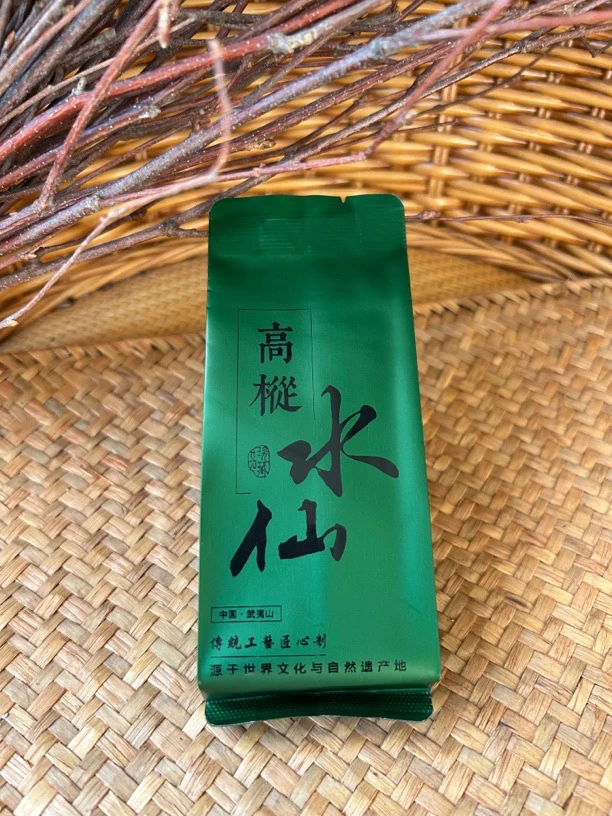 高樅
水仙
中国·武夷山
傳統工藝匠心制
源于世界文化与自然遗产地